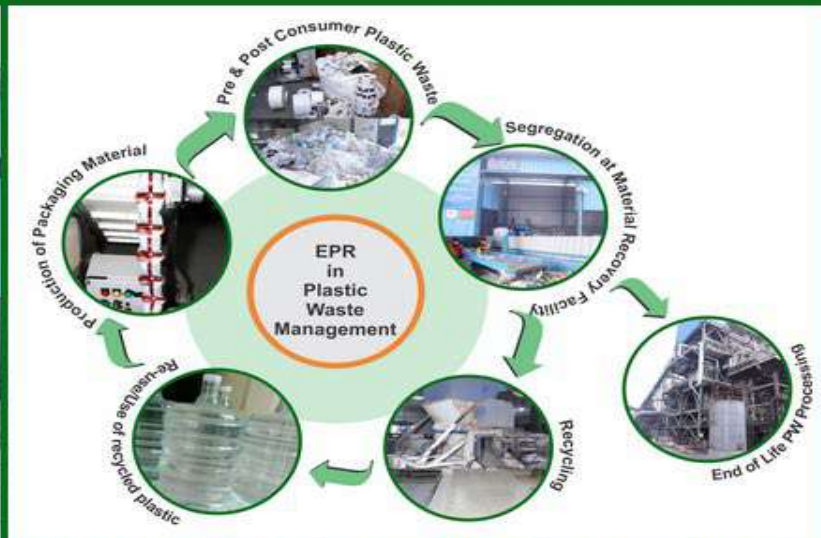 Pre & Post Consumer Plastic Waste
Segregation at Material Recovery Facility
Production of Packaging Material
EPR
in
Plastic
Waste
Management
End of Life PW Processing
Re-use/Use of recycled plastic
Recycling